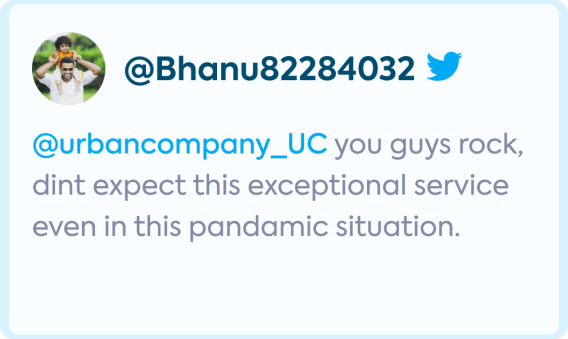 @Bhanu82284032
@urbancompany_UC you guys rock,
dint expect this exceptional service
even in this pandamic situation.